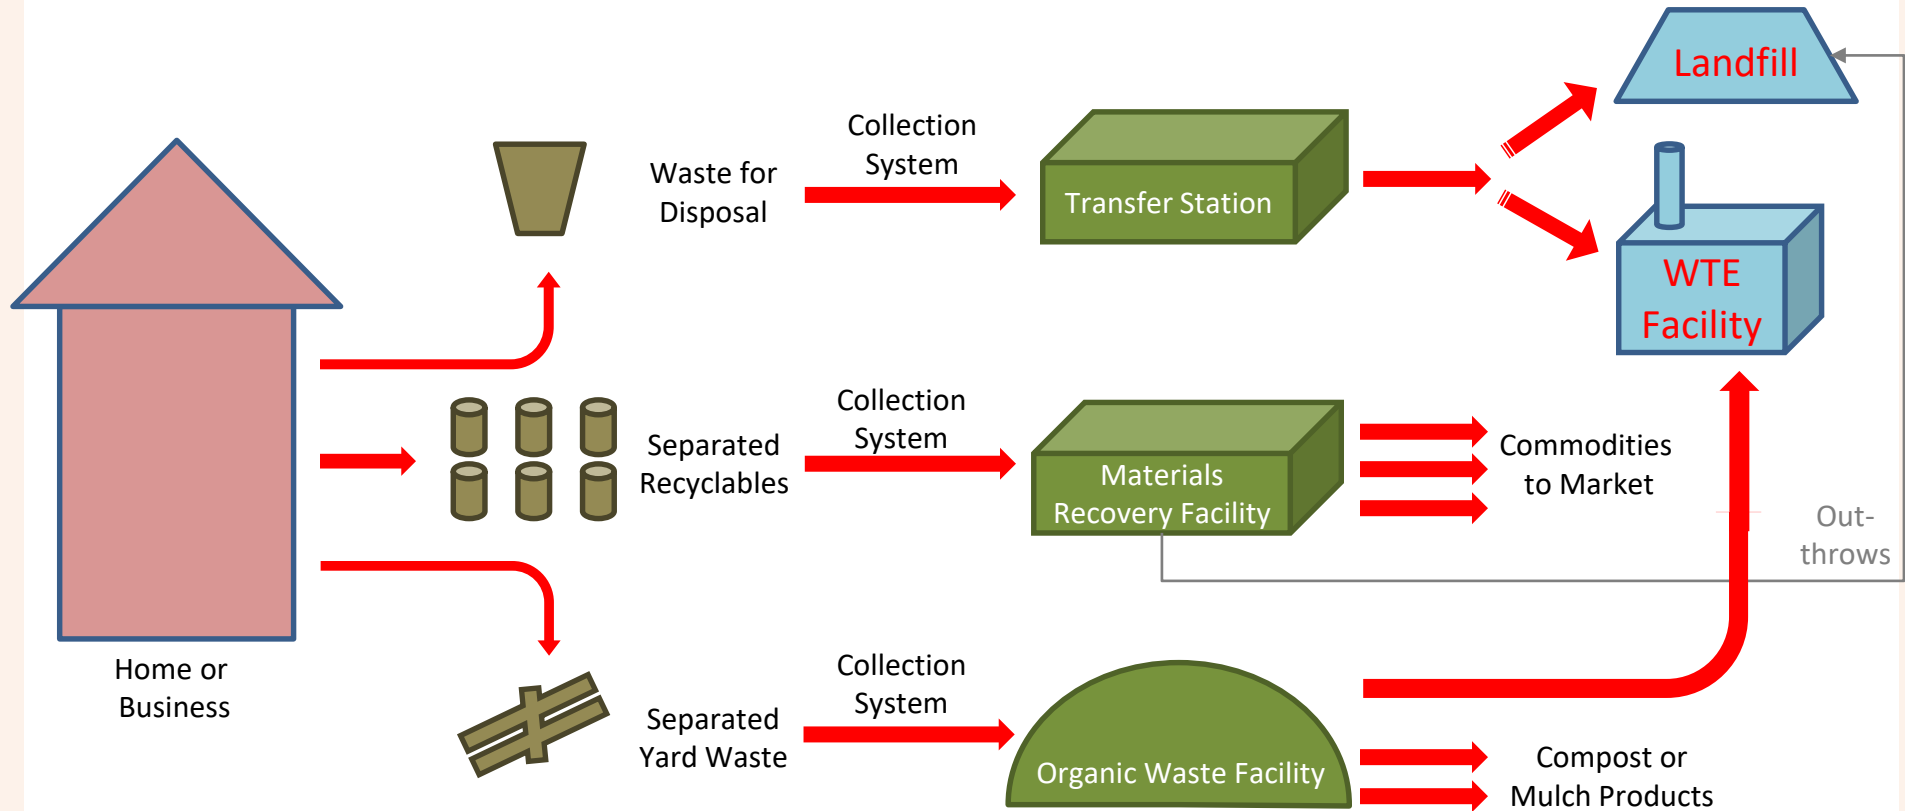 Home or
Business
Waste for
Disposal
Collection
System
Transfer Station
Landfill
WTE
Facility
Separated
Recyclables
Collection
System
Materials
Recovery Facility
Commodities
to Market
Out-
throws
Separated
Yard Waste
Collection
System
Organic Waste Facility
Compost or
Mulch Products